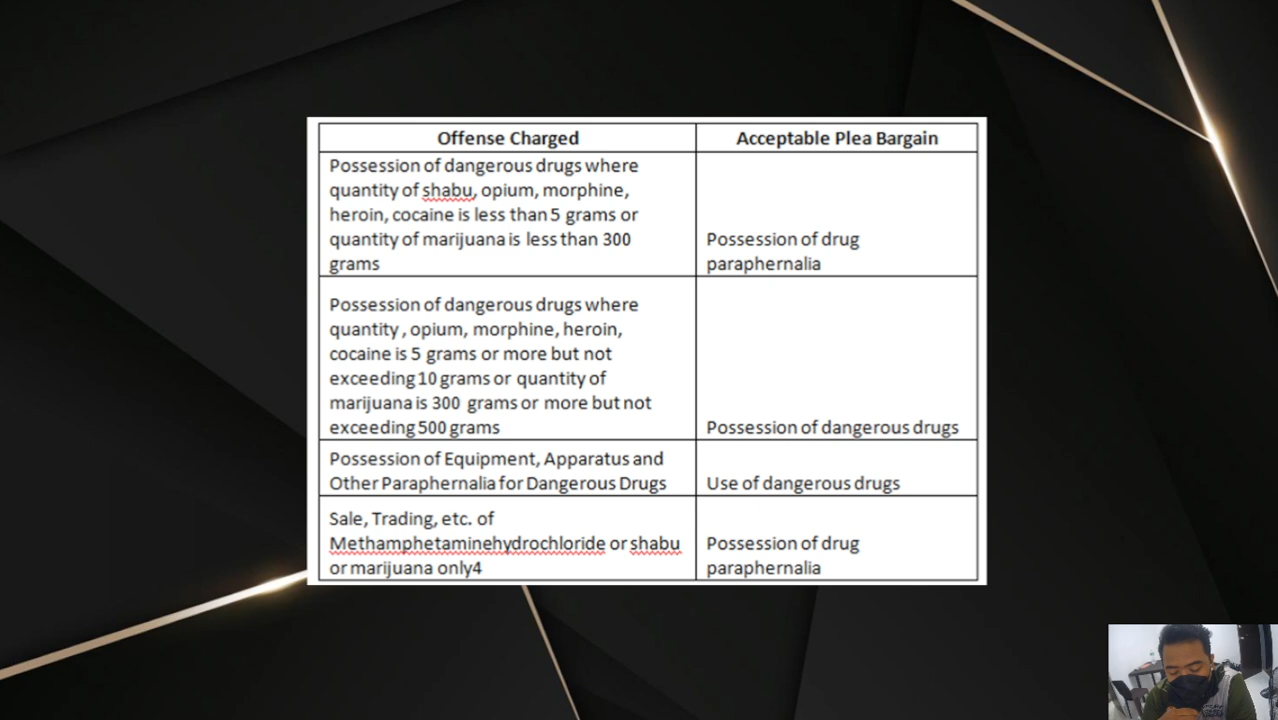 Offense Charged
Acceptable Plea Bargain
Possession of dangerous drugs where
quantity of shabu, opium, morphine,
heroin, cocaine is less than 5 grams or
quantity of marijuana is less than 300
grams
Possession of drug
paraphernalia
Possession of dangerous drugs where
quantity , opium, morphine, heroin,
cocaine is 5 grams or more but not
exceeding 10 grams or quantity of
marijuana is 300 grams or more but not
exceeding 500 grams
Possession of dangerous drugs
Possession of Equipment, Apparatus and
Other Paraphernalia for Dangerous Drugs
Use of dangerous drugs
Sale, Trading, etc. of
Methamphetaminehydrochloride or shabu
or marijuana only4
Possession of drug
paraphernalia